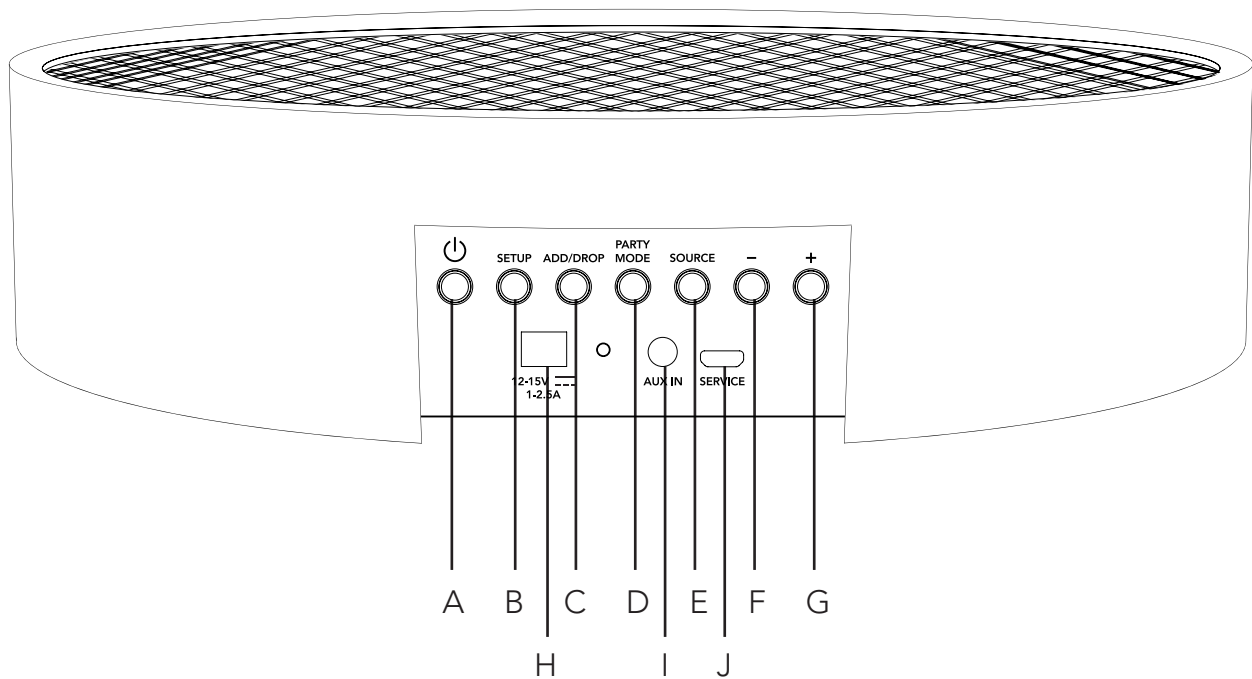 SETUP ADD/DROP PARTY MODE SOURCE − +
12-15V
1-2.5A
AUX IN SERVICE
A B C D E F G
H I J